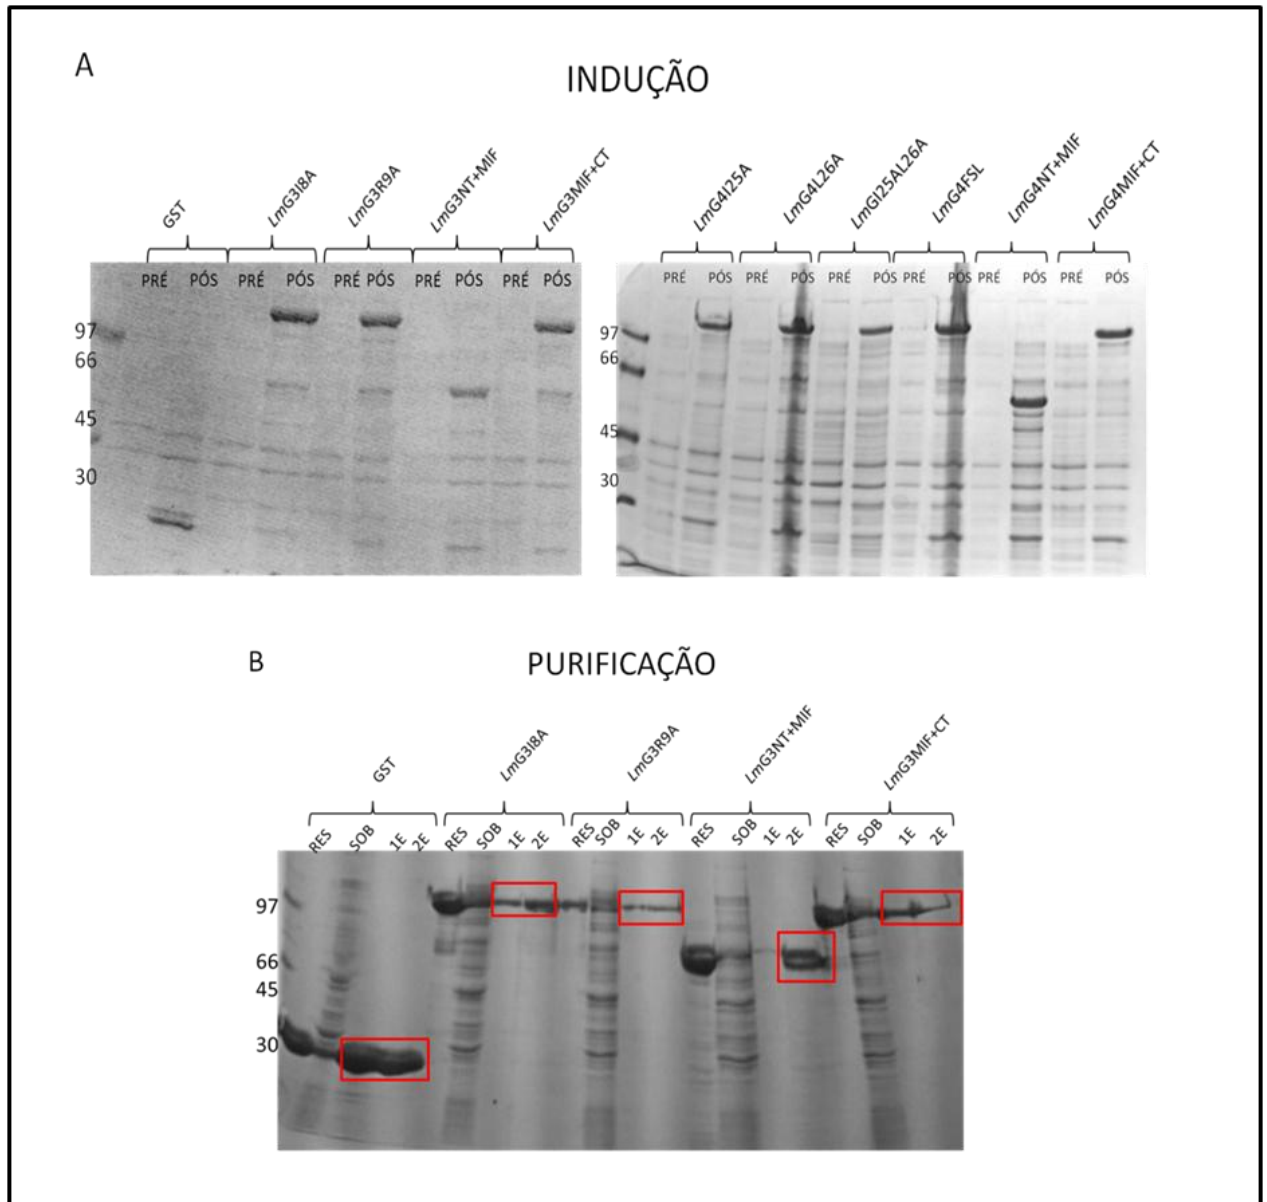 A
INDUÇÃO
GST
LmG3I8A
LmG3R9A
LmG3NT+MIF
LmG3MIF+CT
LmG4I25A
LmG4L26A
LmGI25AL26A
LmG4FSL
LmG4NT+MIF
LmG4MIF+CT
PRÉ PÓS PRÉ PÓS PRÉ PÓS PRÉ PÓS PRÉ PÓS
PRÉ PÓS PRÉ PÓS PRÉ PÓS PRÉ PÓS PRÉ PÓS PRÉ PÓS
97
66
45
30
97
66
45
30
B
PURIFICAÇÃO
GST
LmG3I8A
LmG3R9A
LmG3NT+MIF
LmG3MIF+CT
RES SOB 1E 2E RES SOB 1E 2E RES SOB 1E 2E RES SOB 1E 2E RES SOB 1E 2E
97
66
45
30